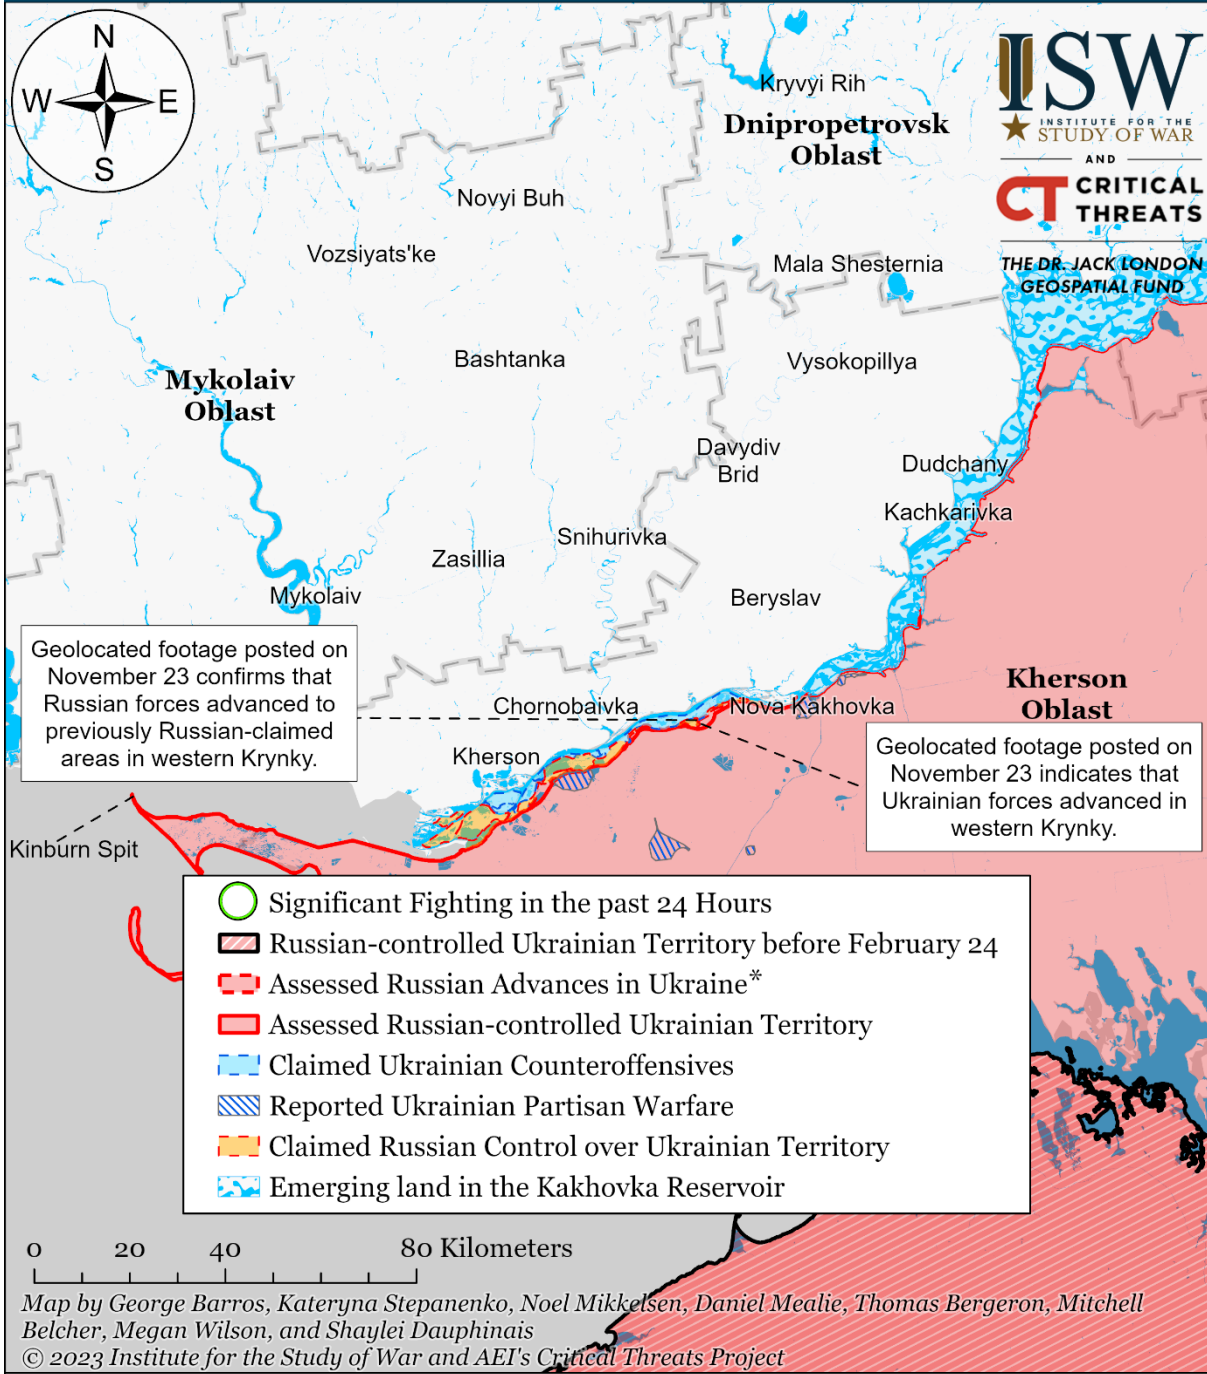 N
W E
S
ISW
INSTITUTE FOR THE
STUDY OF WAR
AND
CT CRITICAL
THREATS
THE DR. JACK LONDON
GEOSPATIAL FUND
Kryvyi Rih
Dnipropetrovsk
Oblast
Novyi Buh
Vozsiyats'ke
Mala Shesternia
Bashtanka
Vysokopillya
Mykolaiv
Oblast
Davydiv
Brid
Dudchany
Kachkarivka
Snihurivka
Zasillia
Mykolaiv
Beryslav
Geolocated footage posted on
November 23 confirms that
Russian forces advanced to
previously Russian-claimed
areas in western Krynky.
Chornobaivka
Nova Kakhovka
Kherson
Oblast
Kherson
Geolocated footage posted on
November 23 indicates that
Ukrainian forces advanced in
western Krynky.
Kinburn Spit
Significant Fighting in the past 24 Hours
Russian-controlled Ukrainian Territory before February 24
Assessed Russian Advances in Ukraine*
Assessed Russian-controlled Ukrainian Territory
Claimed Ukrainian Counteroffensives
Reported Ukrainian Partisan Warfare
Claimed Russian Control over Ukrainian Territory
Emerging land in the Kakhovka Reservoir
0 20 40 80 Kilometers
Map by George Barros, Kateryna Stepanenko, Noel Mikkelsen, Daniel Mealie, Thomas Bergeron, Mitchell
Belcher, Megan Wilson, and Shaylei Dauphinais
© 2023 Institute for the Study of War and AEI's Critical Threats Project